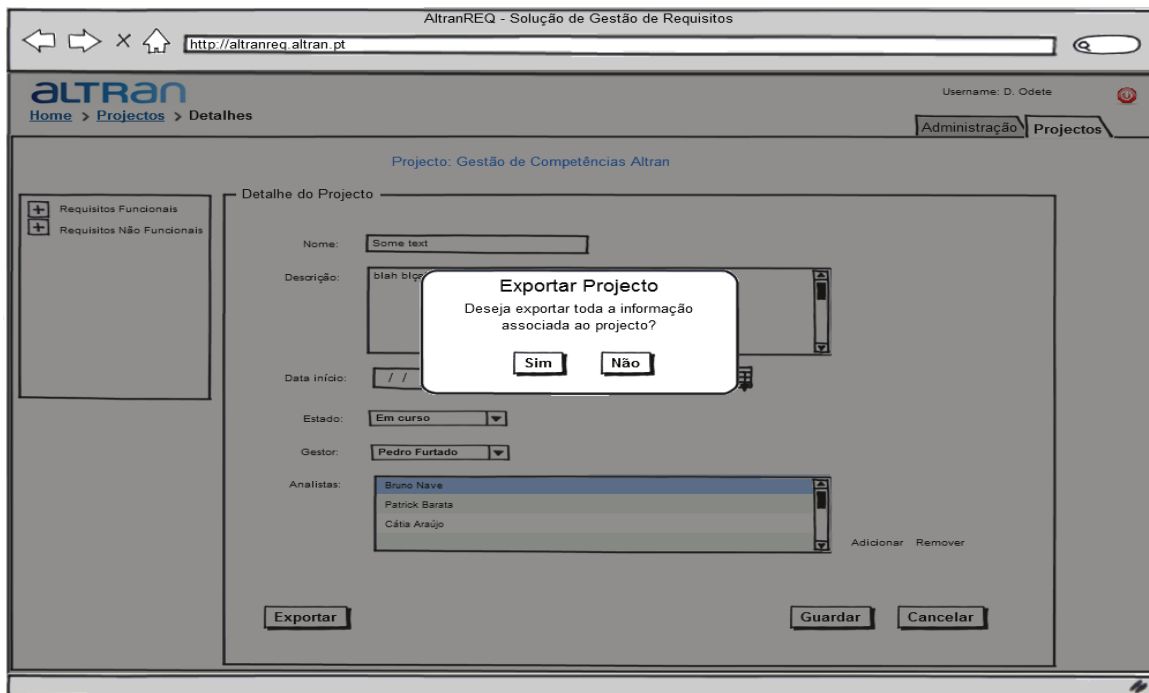 AltranREQ - Solução de Gestão de Requisitos
http://altranreq.altran.pt
aLTRan
Username: D. Odete
Home > Projectos > Detalhes
Administração Projectos
Projecto: Gestão de Competências Altran
Detalhe do Projecto
Requisitos Funcionais
Requisitos Não Funcionais
Nome: Some text
Descrição: blah
Exportar Projecto
Deseja exportar toda a informação
associada ao projecto?
Sim Não
Data início: / /
Estado: Em curso
Gestor: Pedro Furtado
Analistas: Bruno Nave
Patrick Barata
Cátia Araújo
Adicionar Remover
Exportar Guardar Cancelar